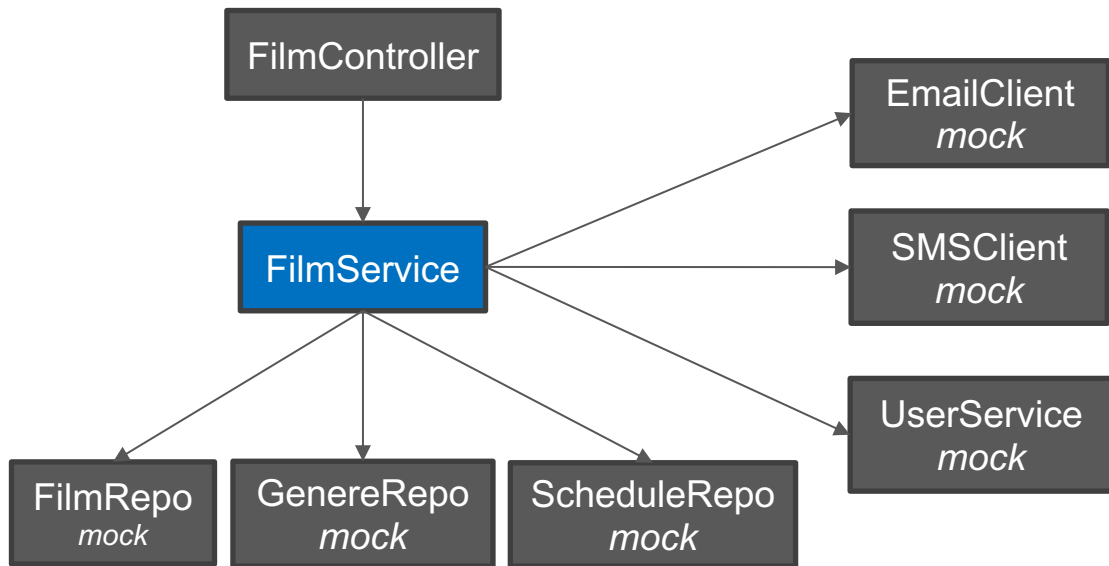 FilmController
EmailClient
mock
FilmService
SMSClient
mock
UserService
mock
FilmRepo
mock
GenereRepo
mock
ScheduleRepo
mock